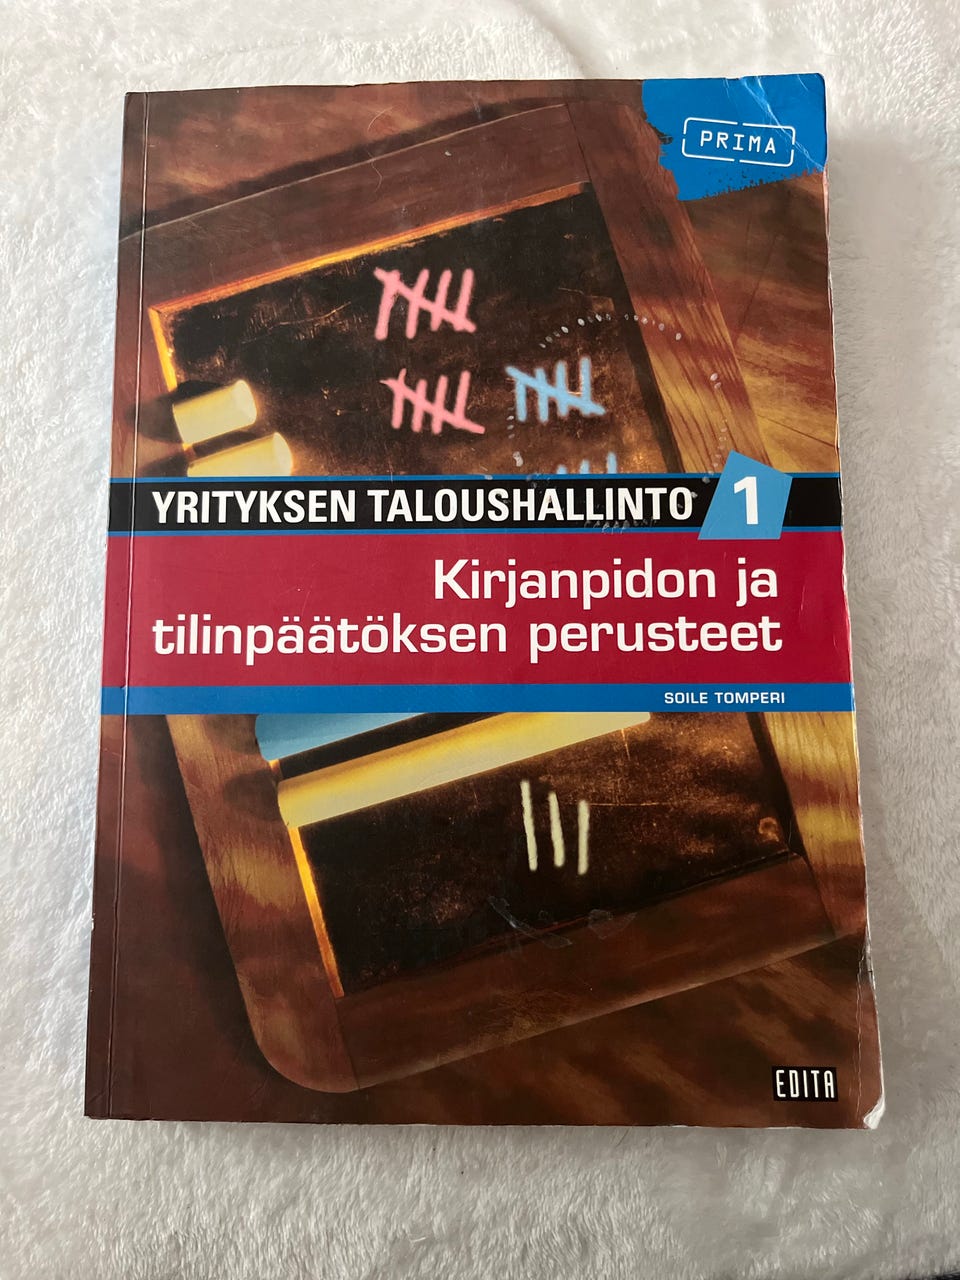 PRIMA
YRITYKSEN TALOUSHALLINTO 1
Kirjanpidon ja
tilinpäätöksen perusteet
SOILE TOMPERI
EDITA